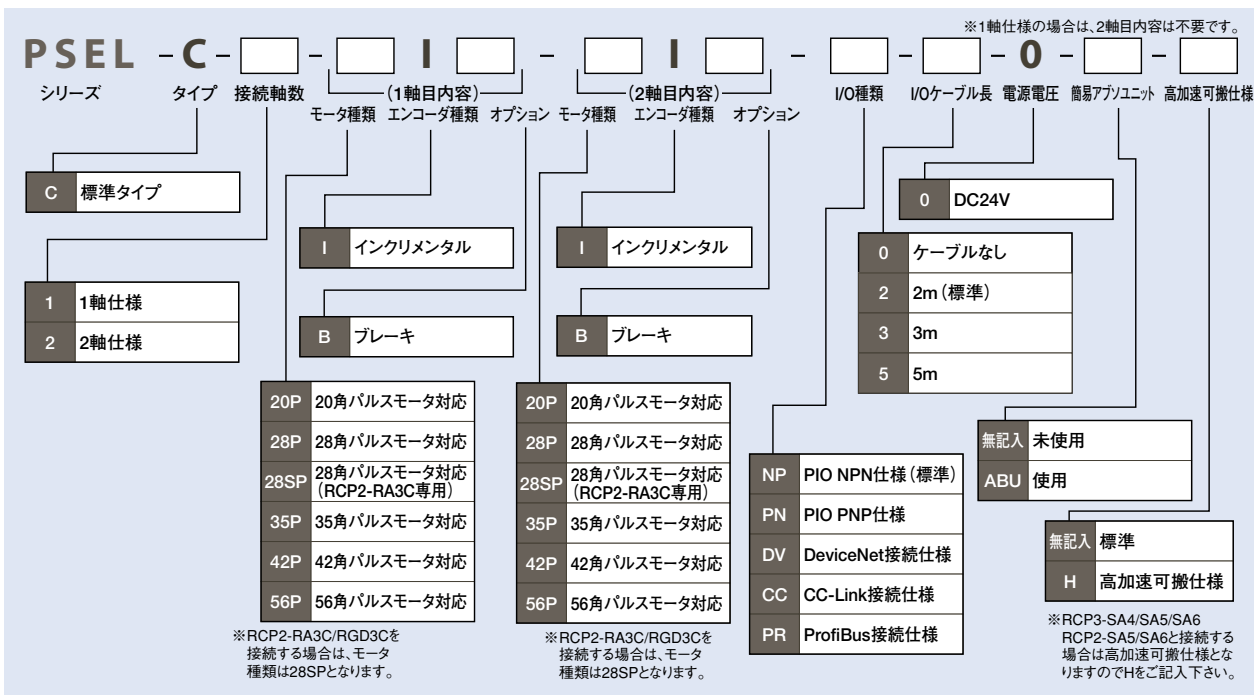 ※1軸仕様の場合は、2軸目内容は不要です。
PSEL - C - - I - I - - - 0 - -
シリーズ タイプ 接続軸数 (1軸目内容) (2軸目内容) I/O種類 I/Oケーブル長 電源電圧 簡易アブソユニット 高加速可搬仕様
モータ種類 エンコーダ種類 オプション モータ種類 エンコーダ種類 オプション
C 標準タイプ
1 1軸仕様
2 2軸仕様
I インクリメンタル
B ブレーキ
20P 20角パルスモータ対応
28P 28角パルスモータ対応
28SP 28角パルスモータ対応
(RCP2-RA3C専用)
35P 35角パルスモータ対応
42P 42角パルスモータ対応
56P 56角パルスモータ対応
※RCP2-RA3C/RGD3Cを
接続する場合は、モータ
種類は28SPとなります。
I インクリメンタル
B ブレーキ
20P 20角パルスモータ対応
28P 28角パルスモータ対応
28SP 28角パルスモータ対応
(RCP2-RA3C専用)
35P 35角パルスモータ対応
42P 42角パルスモータ対応
56P 56角パルスモータ対応
※RCP2-RA3C/RGD3Cを
接続する場合は、モータ
種類は28SPとなります。
NP PIO NPN仕様(標準)
PN PIO PNP仕様
DV DeviceNet接続仕様
CC CC-Link接続仕様
PR ProfiBus接続仕様
0 DC24V
0 ケーブルなし
2 2m(標準)
3 3m
5 5m
無記入 未使用
ABU 使用
無記入 標準
H 高加速可搬仕様
※RCP3-SA4/SA5/SA6
RCP2-SA5/SA6と接続する
場合は高加速可搬仕様とな
りますのでHをご記入下さい。